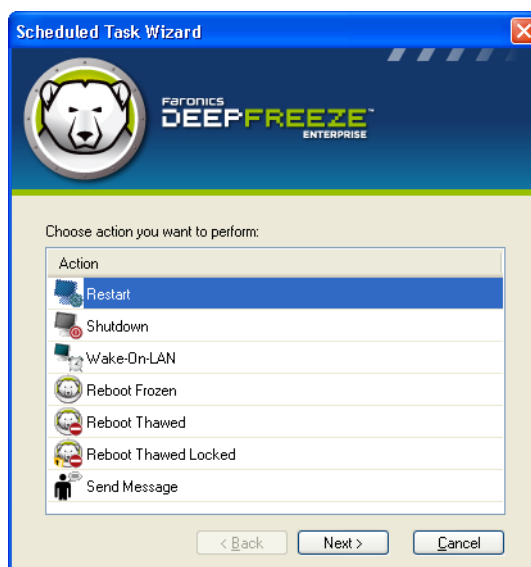 Scheduled Task Wizard
Faronics
DEEPFREEZE™
ENTERPRISE
Choose action you want to perform:
Action
Restart
Shutdown
Wake-On-LAN
Reboot Frozen
Reboot Thawed
Reboot Thawed Locked
Send Message
< Back
Next >
Cancel